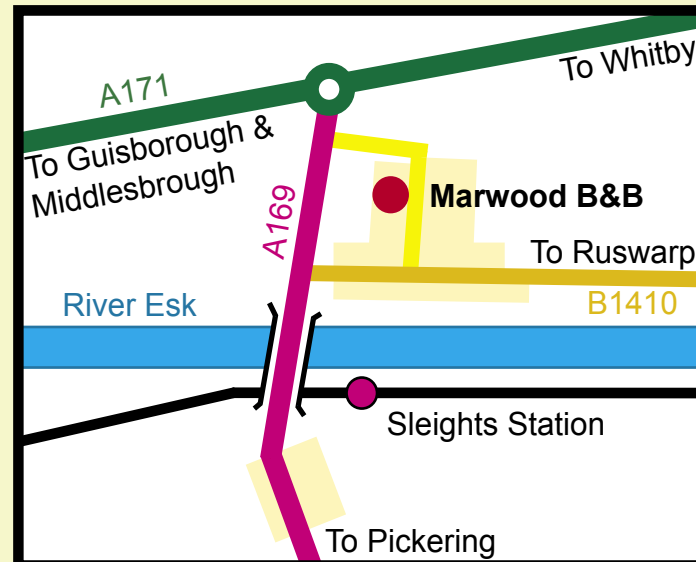 To Whitby
A171
To Guisborough &
Middlesbrough
A169
Marwood B&B
To Ruswarp
B1410
River Esk
Sleights Station
To Pickering